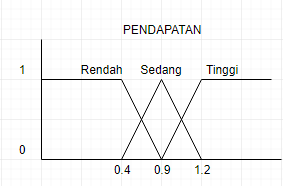 PENDAPATAN
Rendah Sedang Tinggi
1
0
0.4 0.9 1.2